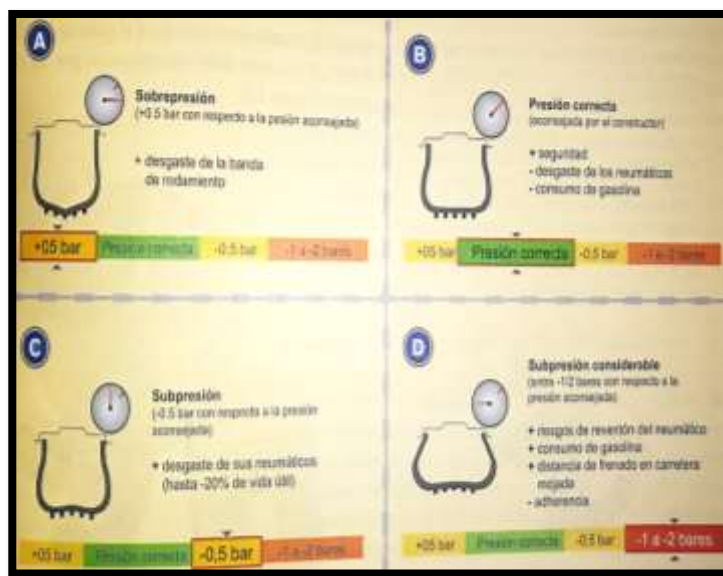 A
Sobrepresión
(+0.5 bar con respecto a la pesión aconsejada)
+ desgaste de la banda
de rodamiento
+05 bar Presión correcta -0,5 bar -1 a -2 bares
B
Presión correcta
(aconsejada por el constructor)
+ seguridad
- desgaste de los neumáticos
- consumo de gasolina
+05 bar Presión correcta -0,5 bar -1 a -2 bares
C
Subpresión
(-0.5 bar con respecto a la presión
aconsejada)
+ desgaste de sus neumáticos
(hasta -20% de vida útil)
+05 bar Presión correcta -0,5 bar -1 a -2 bares
D
Subpresión considerable
(entre -1/2 bares con respecto a la
presión aconsejada)
+ riesgos de reventón del neumático
+ consumo de gasolina
+ distancia de frenado en carretera
mojada
- adherencia
+05 bar Presión correcta -0,5 bar -1 a -2 bares